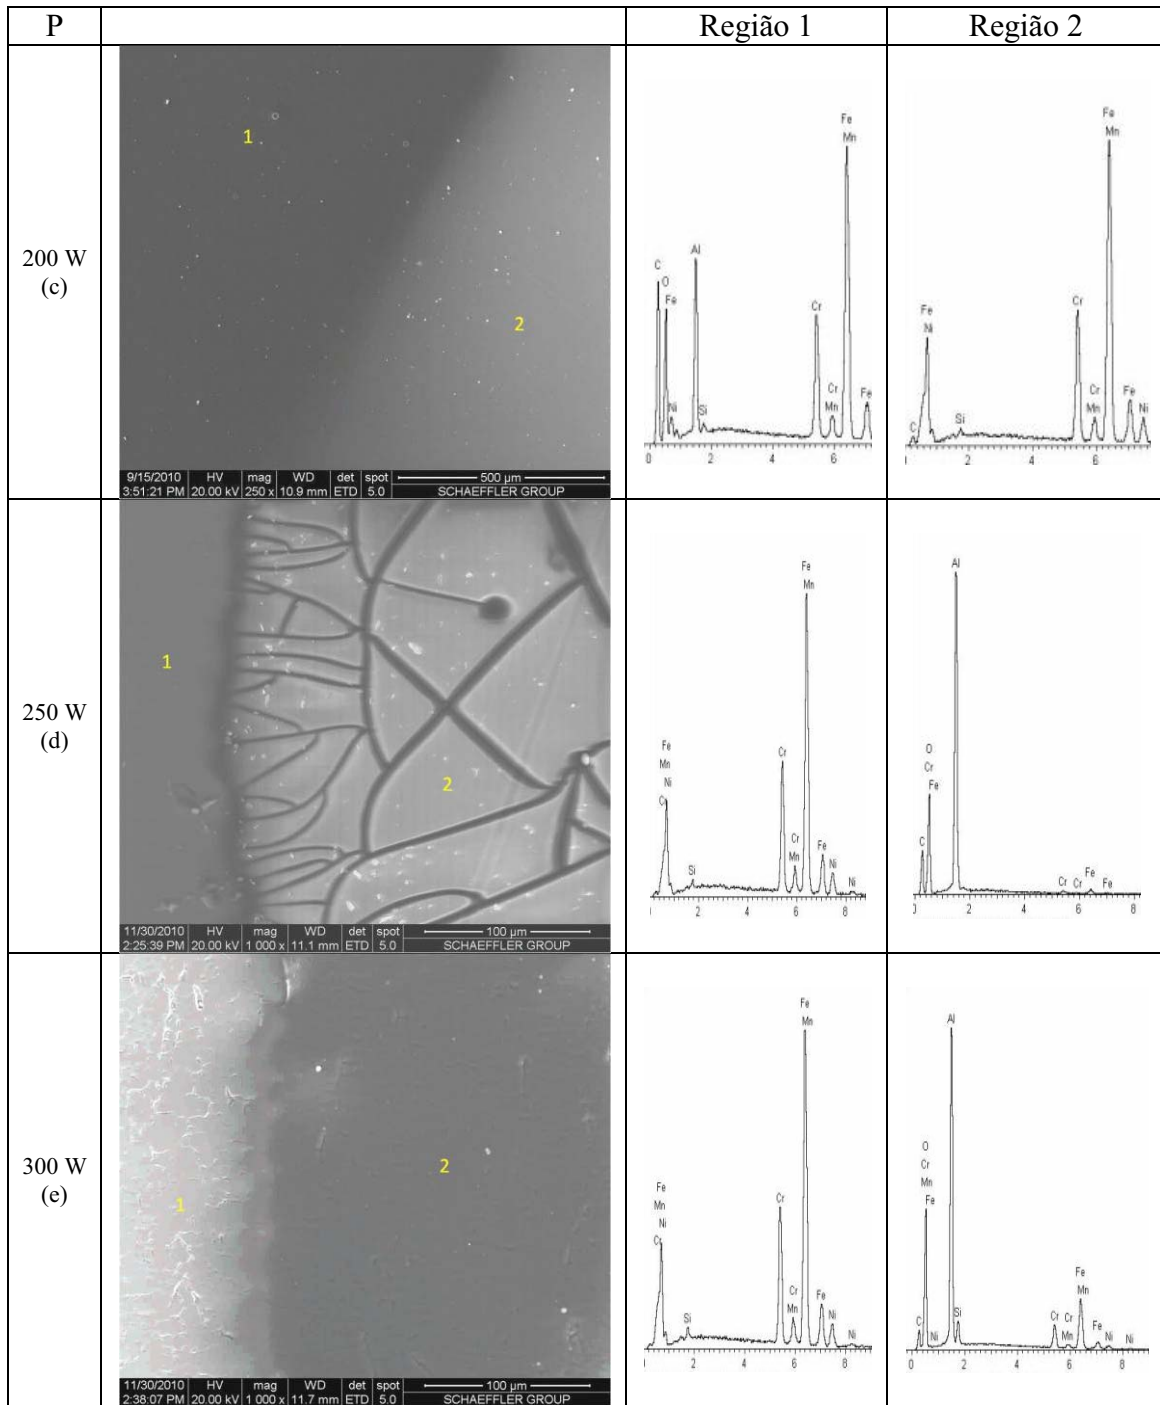 P Região 1 Região 2
200 W
(c)
1
2
9/15/2010 HV mag WD det spot 500 µm
3:51:21 PM 20.00 kV 250 x 10.9 mm ETD 5.0 SCHAEFFLER GROUP
C
O
Fe
Ni
Al
Si
Cr
Cr
Mn
Fe
Mn
Fe
0 2 4 6
Fe
Ni
C
Si
Cr
Cr
Mn
Fe
Mn
Fe
Ni
2 4 6
250 W
(d)
1
2
11/30/2010 HV mag WD det spot 100 µm
2:25:39 PM 20.00 kV 1 000 x 11.1 mm ETD 5.0 SCHAEFFLER GROUP
Fe
Mn
Ni
Cr
Si
Cr
Cr
Mn
Fe
Mn
Fe
Ni
Ni
2 4 6 8
O
Cr
Fe
C
Al
Cr
Cr
Fe
Fe
2 4 6 8
300 W
(e)
1
2
11/30/2010 HV mag WD det spot 100 µm
2:38:07 PM 20.00 kV 1 000 x 11.7 mm ETD 5.0 SCHAEFFLER GROUP
Fe
Mn
Ni
Cr
Si
Cr
Cr
Mn
Fe
Mn
Fe
Ni
Ni
2 4 6 8
O
Cr
Mn
Fe
C
Ni
Al
Si
Cr
Cr
Mn
Fe
Mn
Fe
Ni
Ni
0 2 4 6 8